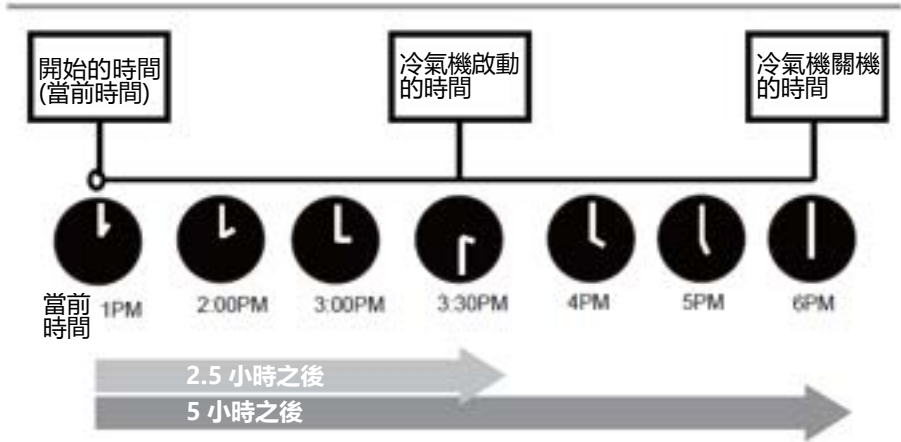 開始的時間
(當前時間)
冷氣機啟動
的時間
冷氣機關機
的時間
當前
時間
1PM
2:00PM
3:00PM
3:30PM
4PM
5PM
6PM
2.5 小時之後
5 小時之後